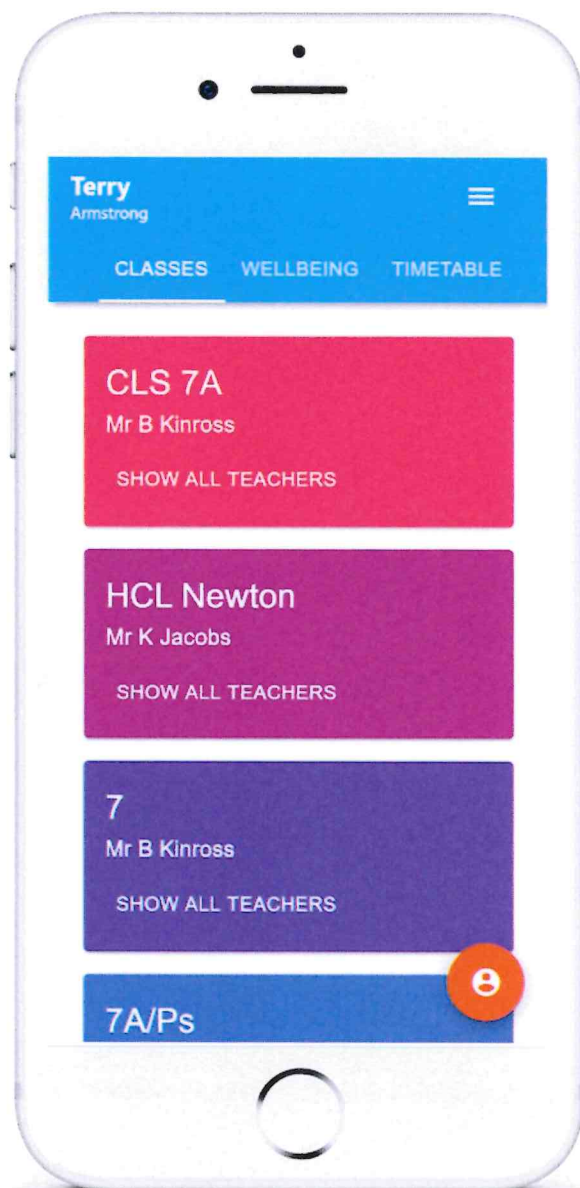 Terry
Armstrong
CLASSES WELLBEING TIMETABLE
CLS 7A
Mr B Kinross
SHOW ALL TEACHERS
HCL Newton
Mr K Jacobs
SHOW ALL TEACHERS
7
Mr B Kinross
SHOW ALL TEACHERS
7A/Ps